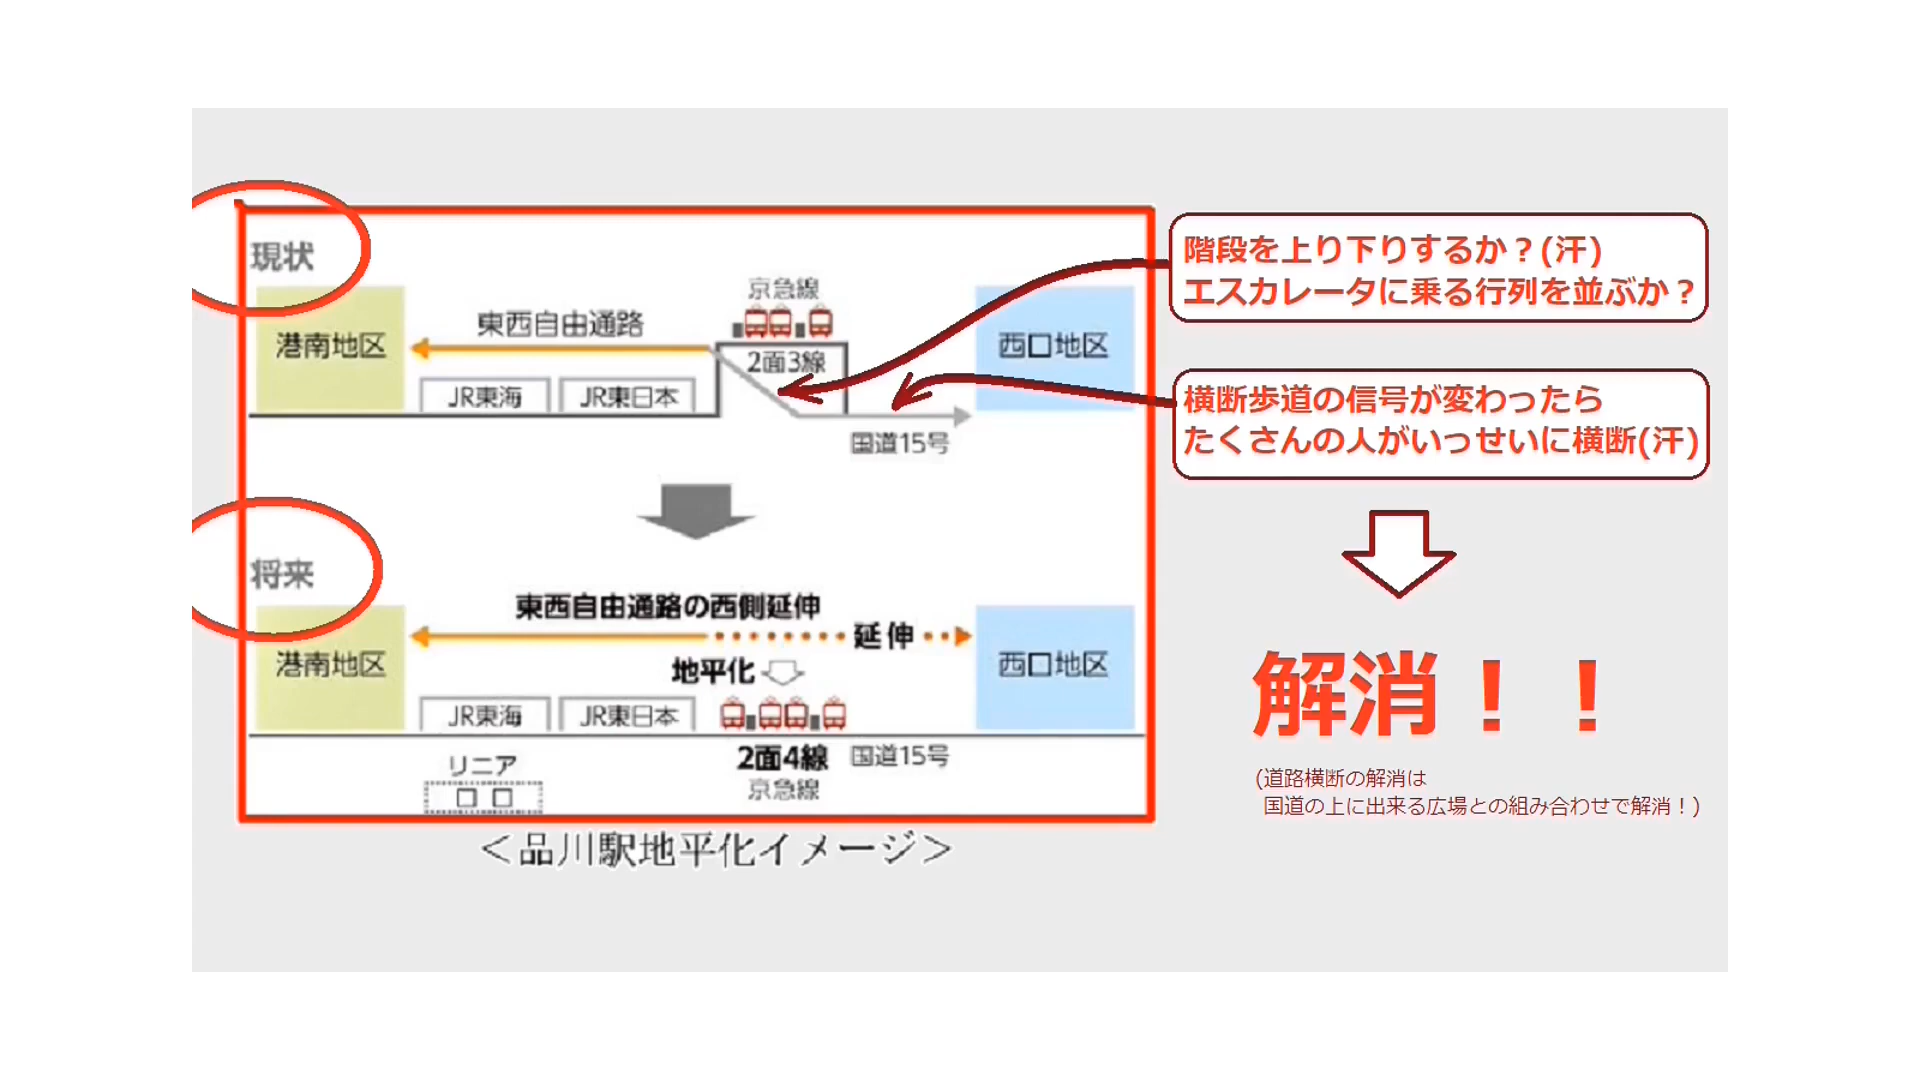 現状
京急線
東西自由通路
港南地区
2面3線
西口地区
JR東海
JR東日本
国道15号
階段を上り下りするか？(汗)
エスカレータに乗る行列を並ぶか？
横断歩道の信号が変わったら
たくさんの人がいっせいに横断(汗)
将来
東西自由通路の西側延伸
延伸
港南地区
地平化
西口地区
JR東海
JR東日本
2面4線
国道15号
リニア
京急線
＜品川駅地平化イメージ＞
解消！！
(道路横断の解消は
国道の上に出来る広場との組み合わせで解消！)